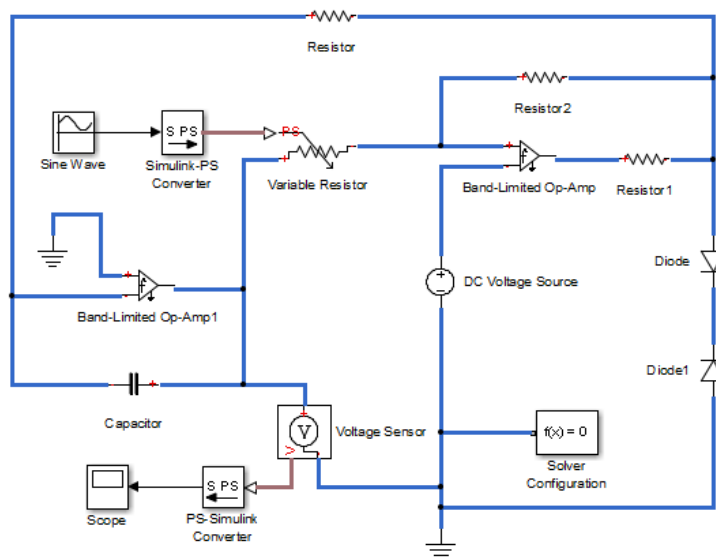 Resistor
Resistor2
S PS
PS
Sine Wave
Simulink-PS
Converter
Variable Resistor
Band-Limited Op-Amp
Resistor1
Diode
DC Voltage Source
Band-Limited Op-Amp1
Diode1
Capacitor
V
Voltage Sensor
f(x) = 0
Solver
Configuration
V
S PS
Scope
PS-Simulink
Converter